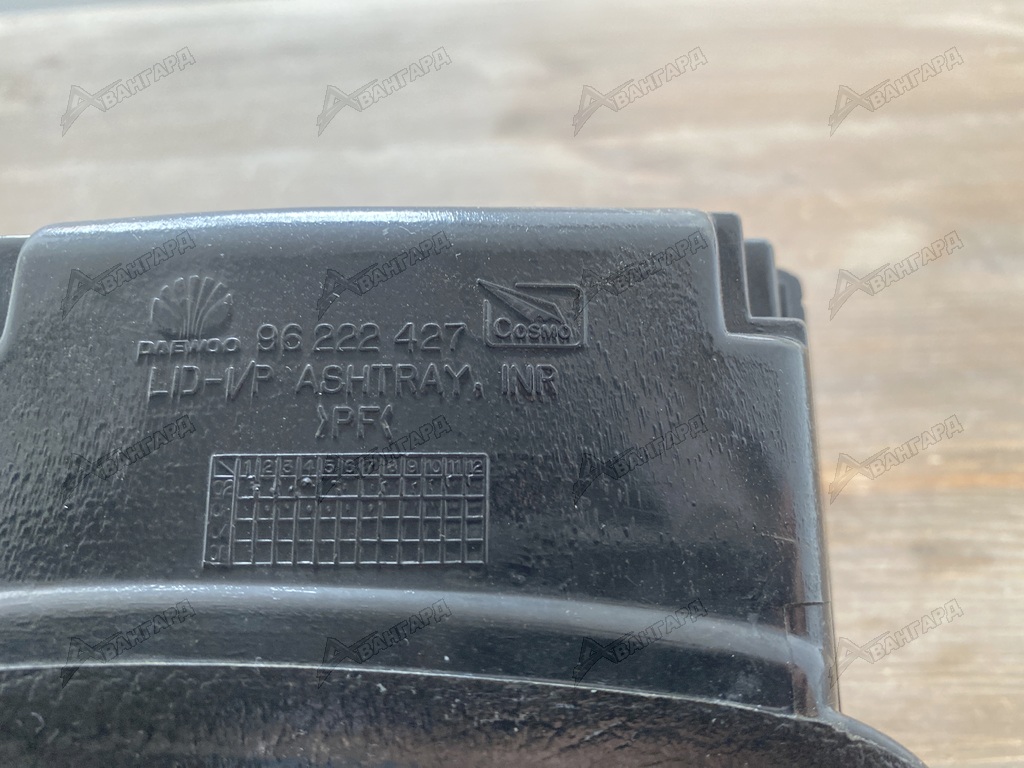 DAEWOO 96 222 427 COSMO
LID-I/P ASHTRAY, INR
>PF<
1 2 3 4 5 6 7 8 9 10 11 12
АВАНГАРД